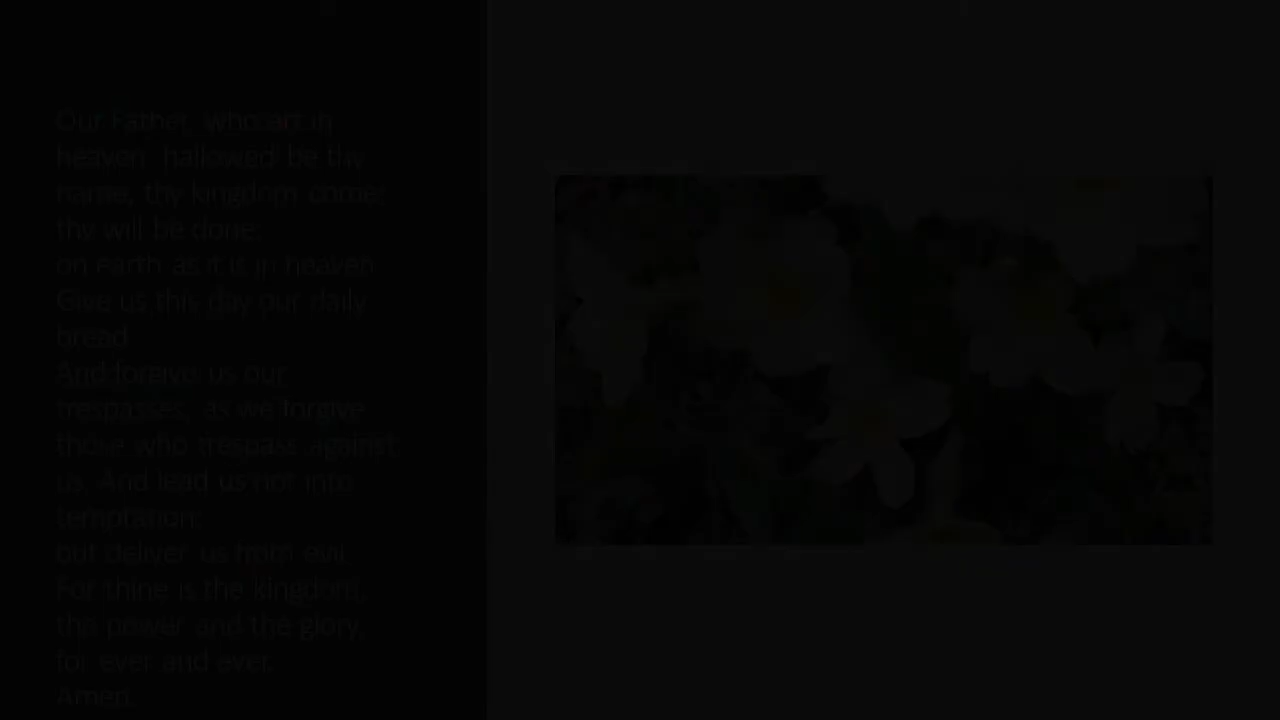 Our Father, who art in
heaven, hallowed be thy
name, thy kingdom come;
thy will be done;
on earth as it is in heaven.
Give us this day our daily
bread.
And forgive us our
trespasses, as we forgive
those who trespass against
us. And lead us not into
temptation;
but deliver us from evil.
For thine is the kingdom,
the power and the glory,
for ever and ever.
Amen.